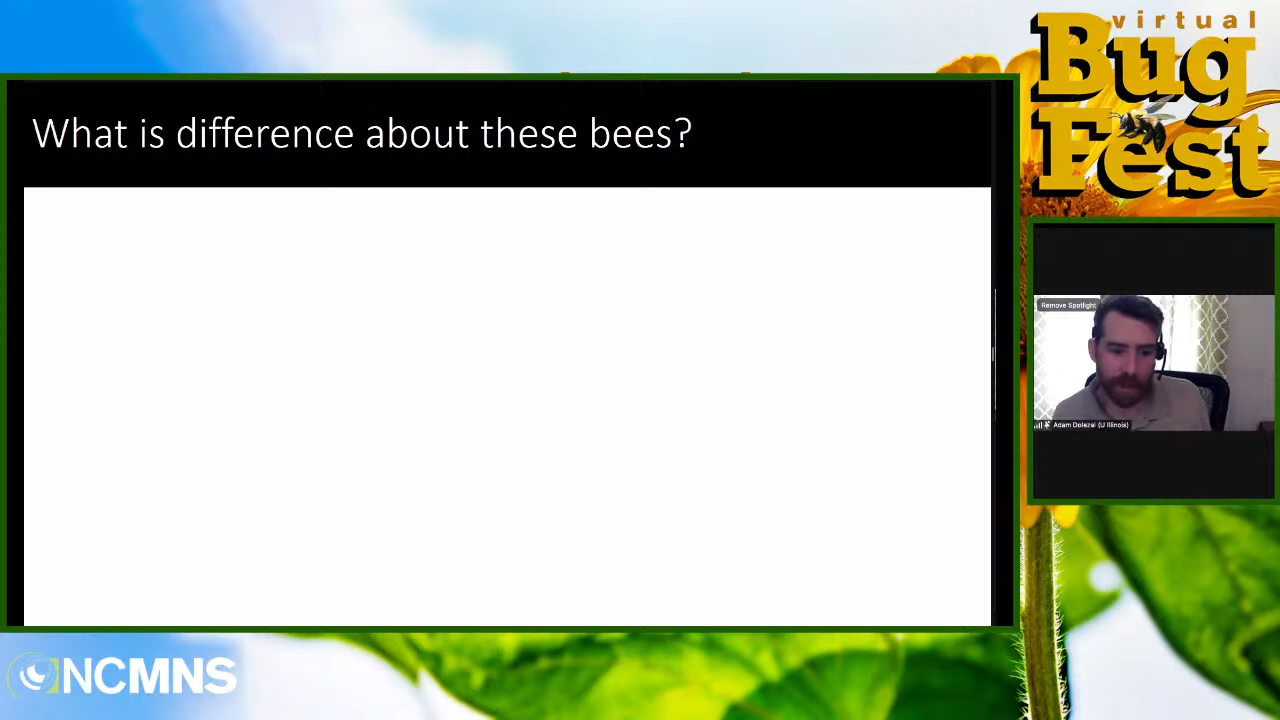 virtual
Bug
Fest
What is difference about these bees?
Remove Spotlight
Adam Dolezal (U Illinois)
NCMNS